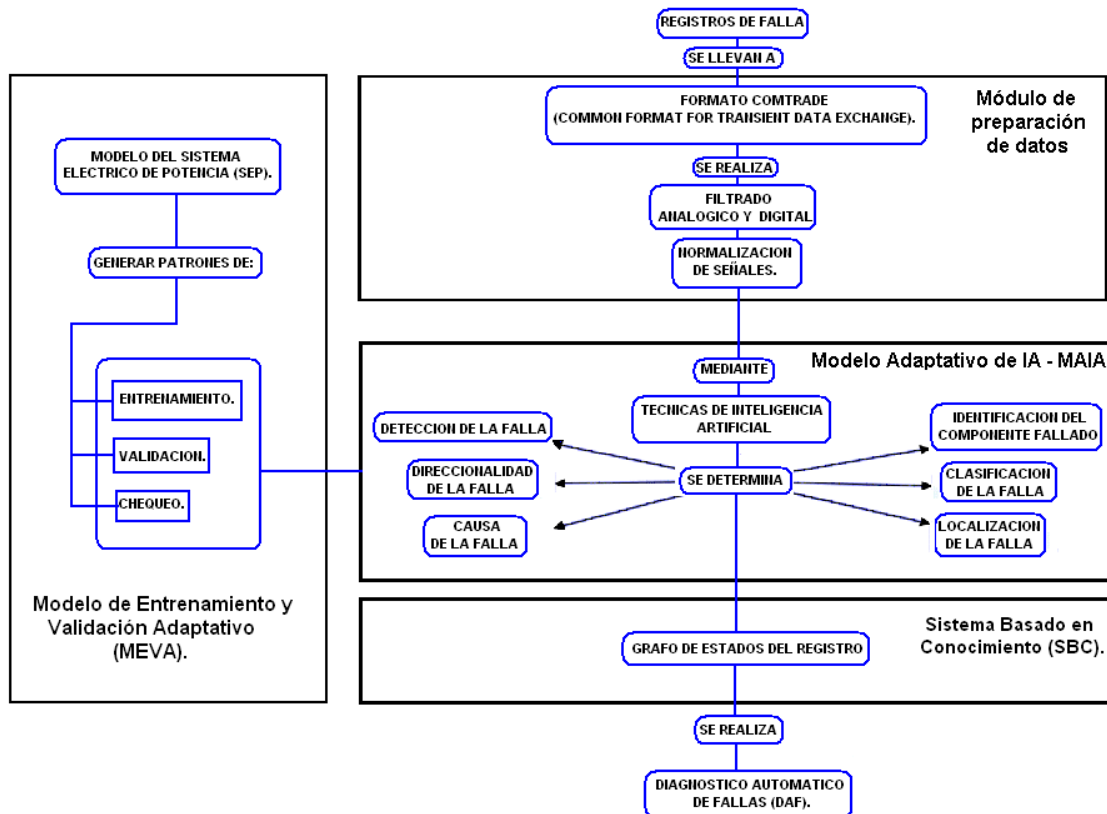 REGISTROS DE FALLA
SE LLEVAN A
FORMATO COMTRADE
(COMMON FORMAT FOR TRANSIENT DATA EXCHANGE).
Módulo de
preparación
de datos
SE REALIZA
FILTRADO
ANALOGICO Y DIGITAL
NORMALIZACION
DE SEÑALES.
MODELO DEL SISTEMA
ELECTRICO DE POTENCIA (SEP).
GENERAR PATRONES DE:
ENTRENAMIENTO.
VALIDACION.
CHEQUEO.
Modelo de Entrenamiento y
Validación Adaptativo
(MEVA).
Modelo Adaptativo de IA - MAIA
MEDIANTE
TECNICAS DE INTELIGENCIA
ARTIFICIAL
SE DETERMINA
DETECCION DE LA FALLA
DIRECCIONALIDAD
DE LA FALLA
CAUSA
DE LA FALLA
IDENTIFICACION DEL
COMPONENTE FALLADO
CLASIFICACION
DE LA FALLA
LOCALIZACION
DE LA FALLA
Sistema Basado en
Conocimiento (SBC).
GRAFO DE ESTADOS DEL REGISTRO
SE REALIZA
DIAGNOSTICO AUTOMATICO
DE FALLAS (DAF).